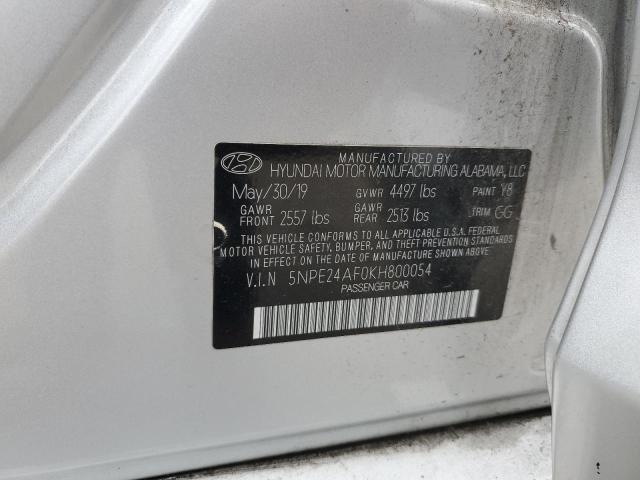 MANUFACTURED BY
HYUNDAI MOTOR MANUFACTURING ALABAMA, LLC
May/30/19 GVWR 4497 lbs PAINT Y8
GAWR FRONT 2557 lbs GAWR REAR 2513 lbs TRIM GG
THIS VEHICLE CONFORMS TO ALL APPLICABLE U.S.A. FEDERAL
MOTOR VEHICLE SAFETY, BUMPER, AND THEFT PREVENTION
STANDARDS IN EFFECT ON THE DATE OF MANUFACTURE SHOWN ABOVE.
V.I.N 5NPE24AF0KH800054
PASSENGER CAR